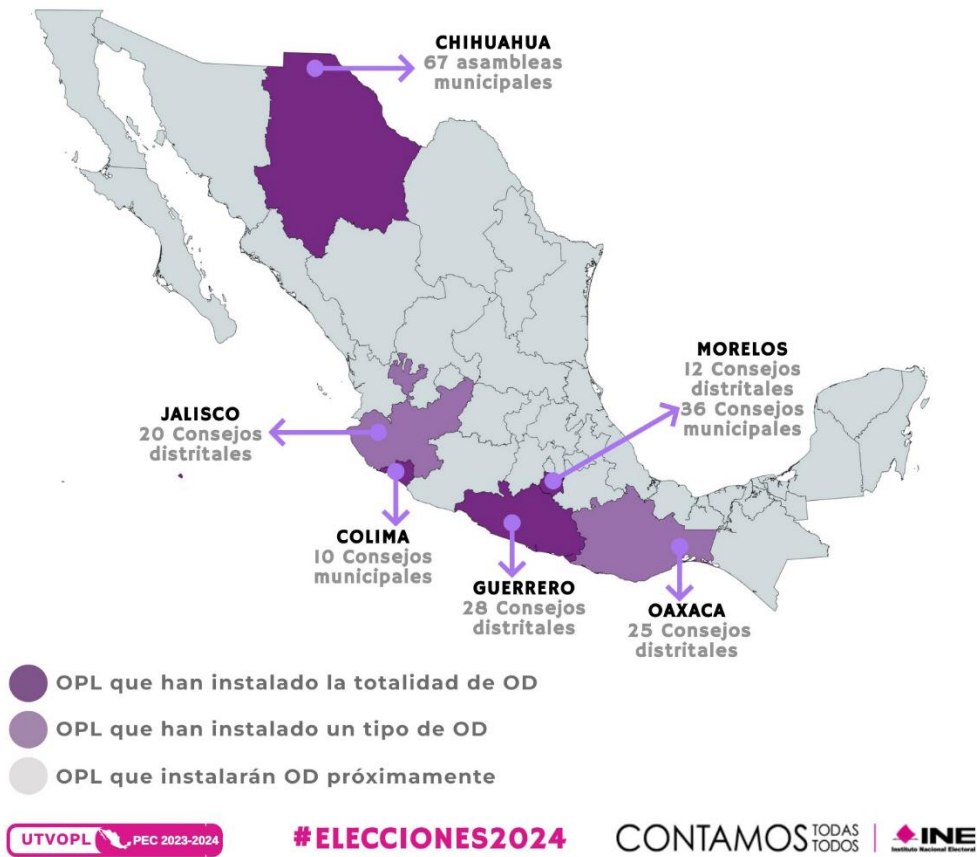 CHIHUAHUA
67 asambleas
municipales
MORELOS
12 Consejos
distritales
36 Consejos
municipales
JALISCO
20 Consejos
distritales
COLIMA
10 Consejos
municipales
GUERRERO
28 Consejos
distritales
OAXACA
25 Consejos
distritales
OPL que han instalado la totalidad de OD
OPL que han instalado un tipo de OD
OPL que instalarán OD próximamente
UTVOPL PEC 2023-2024
#ELECCIONES2024
CONTAMOS TODAS TODOS
INE
Instituto Nacional Electoral